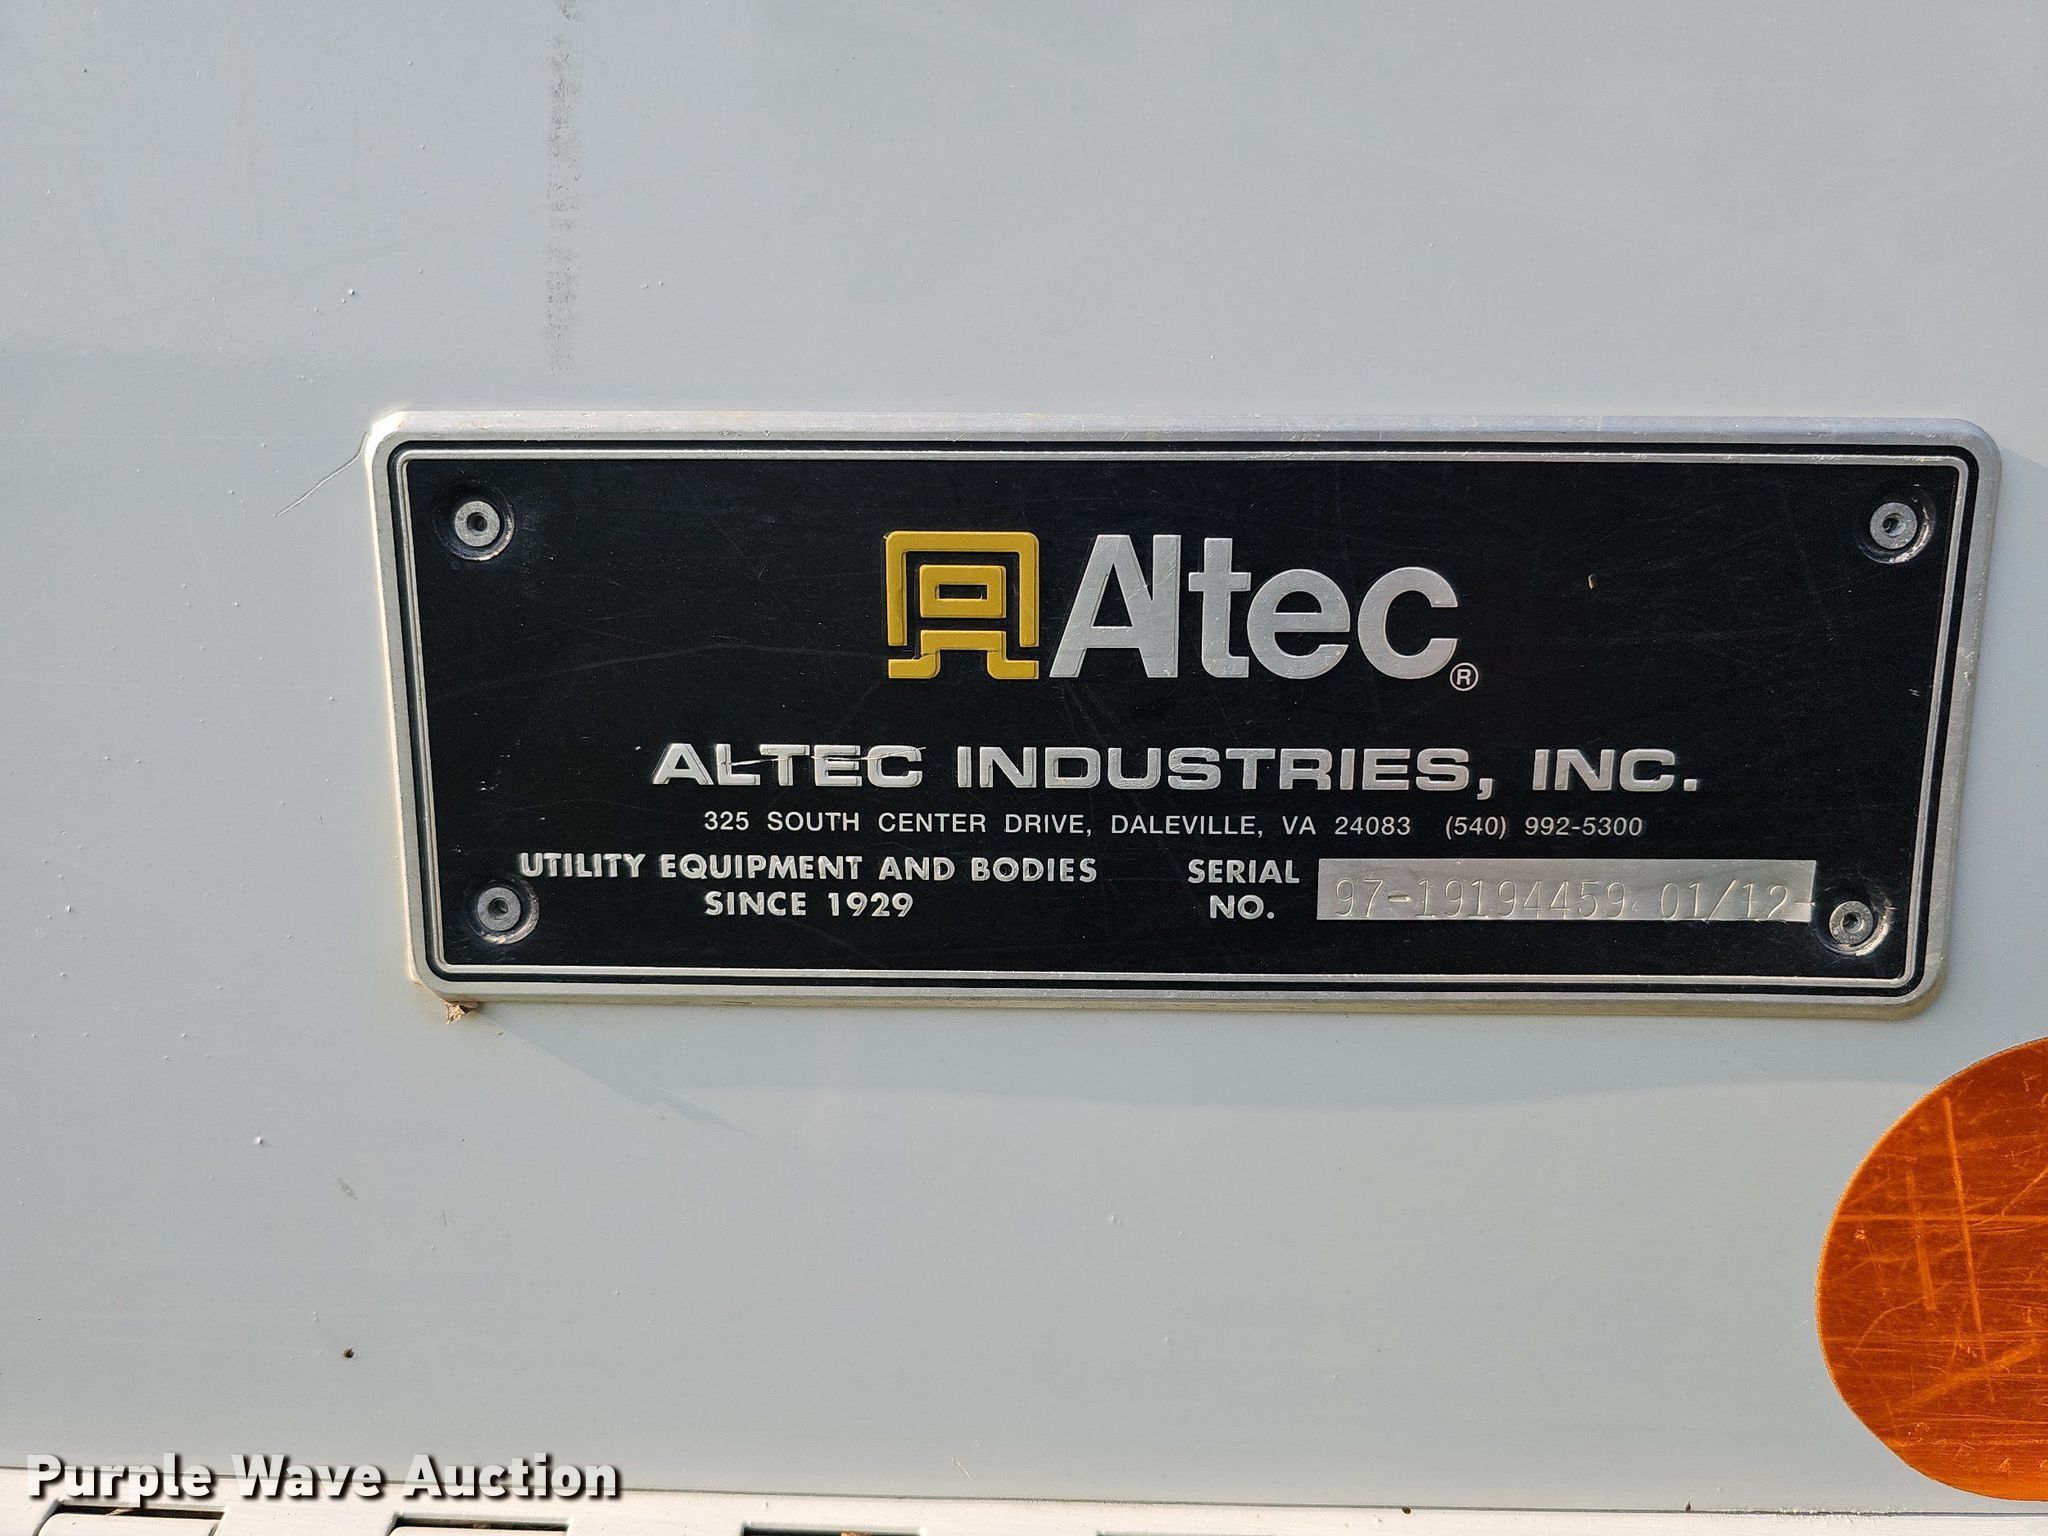 Altec®
ALTEC INDUSTRIES, INC.
325 SOUTH CENTER DRIVE, DALEVILLE, VA 24083 (540) 992-5300
UTILITY EQUIPMENT AND BODIES
SINCE 1929
SERIAL
NO.
97-19194459 01/12-
Purple Wave Auction